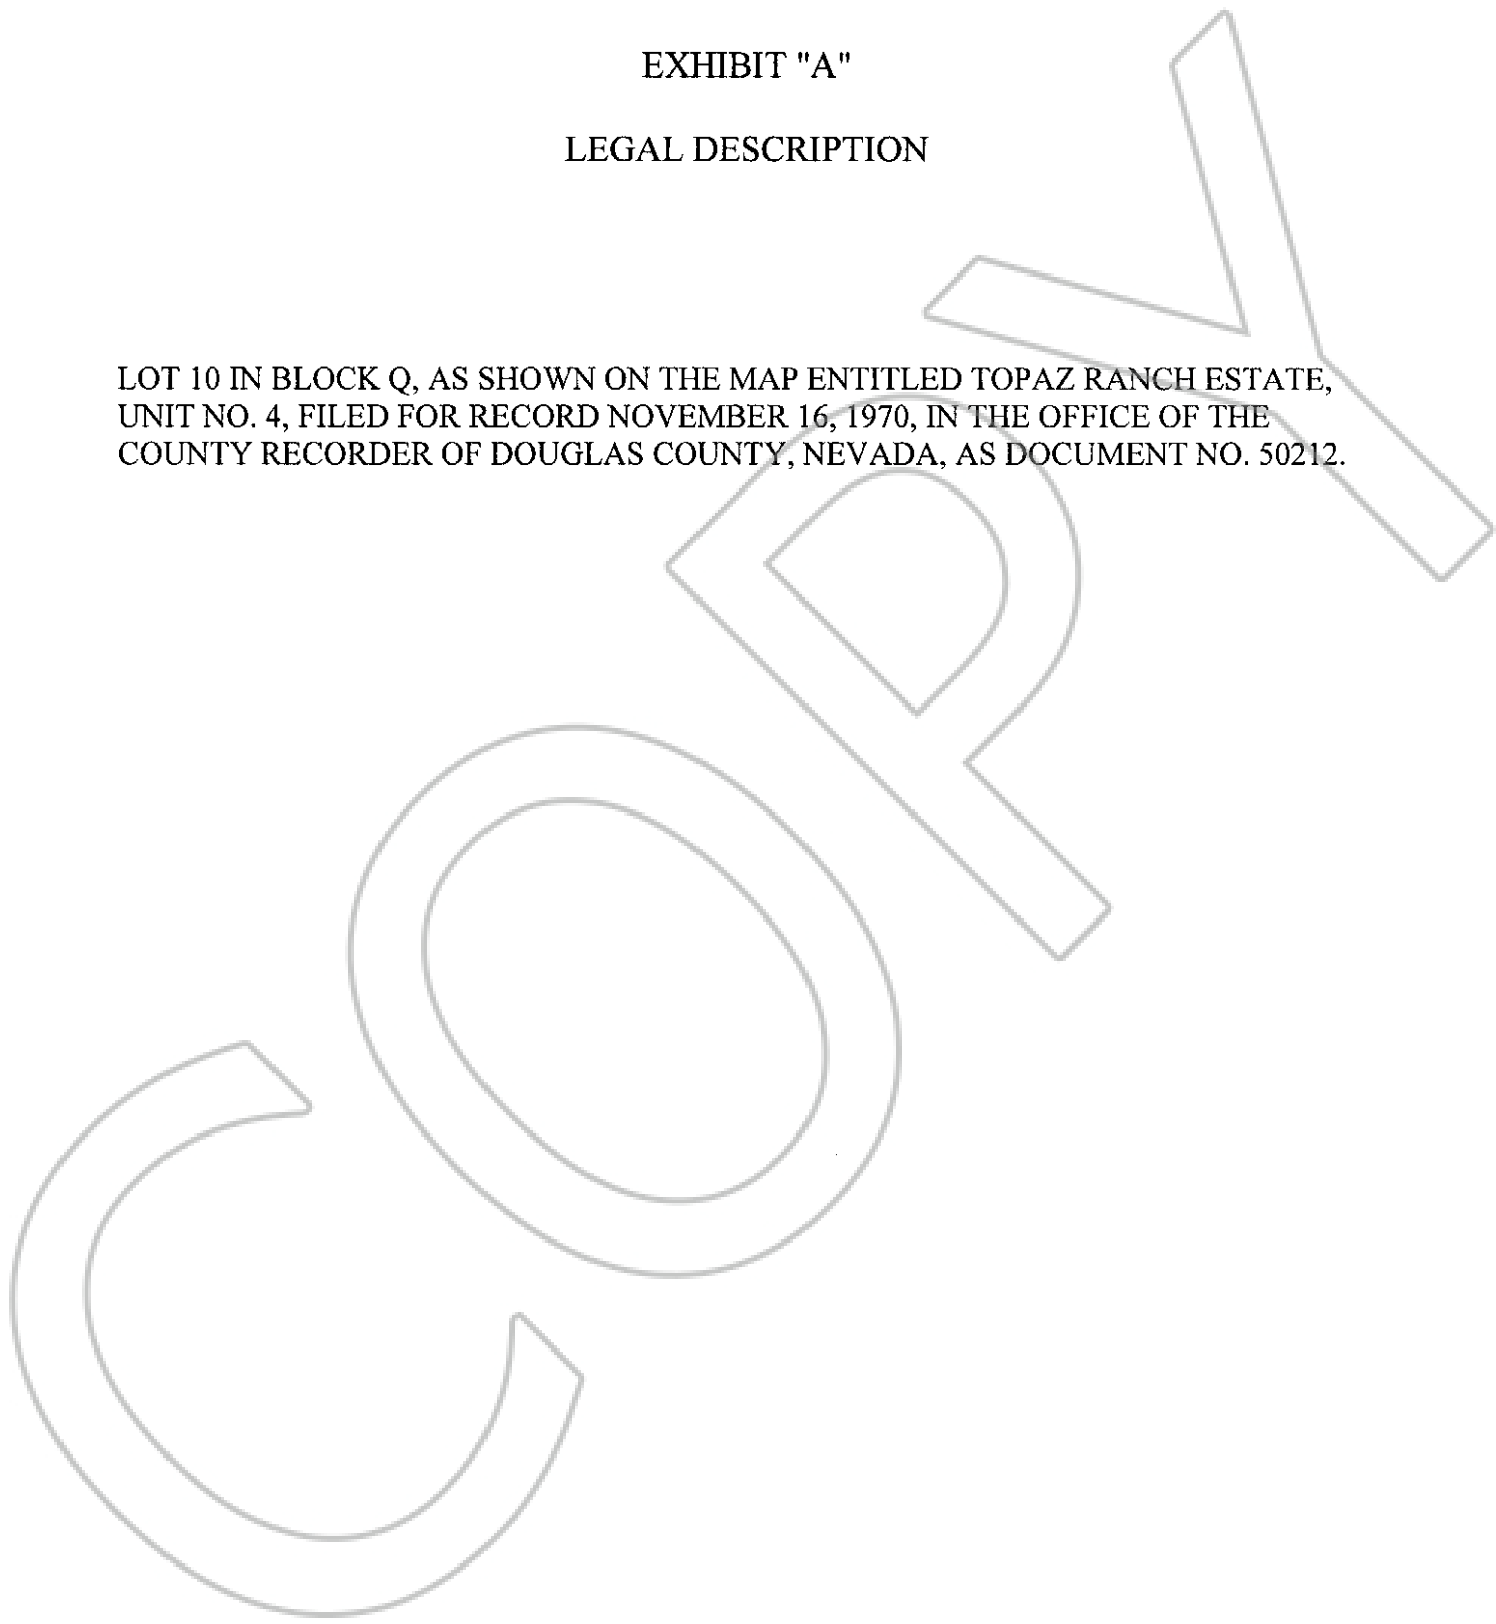 EXHIBIT "A"
LEGAL DESCRIPTION
LOT 10 IN BLOCK Q, AS SHOWN ON THE MAP ENTITLED TOPAZ RANCH ESTATE,
UNIT NO. 4, FILED FOR RECORD NOVEMBER 16, 1970, IN THE OFFICE OF THE
COUNTY RECORDER OF DOUGLAS COUNTY, NEVADA, AS DOCUMENT NO. 50212.
COPY